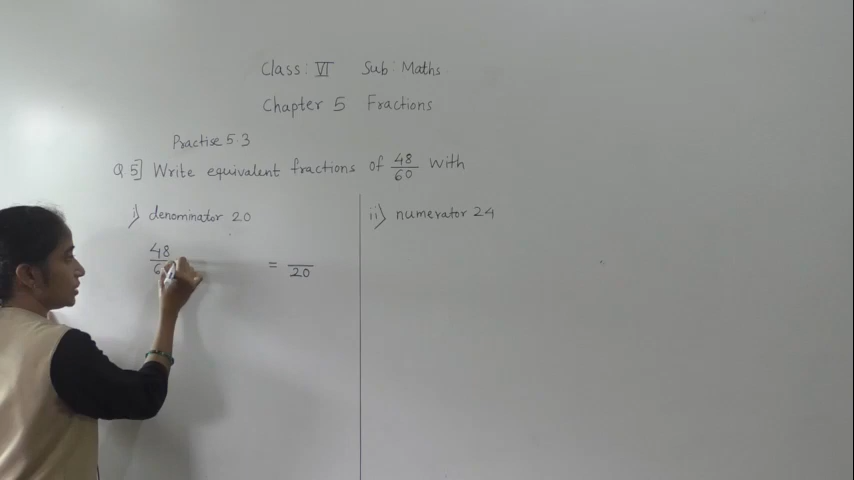 Class: VI Sub: Maths
Chapter 5 Fractions
Practise 5.3
Q 5] Write equivalent fractions of 48/60 with
i) denominator 20
ii) numerator 24
48/6 = /20